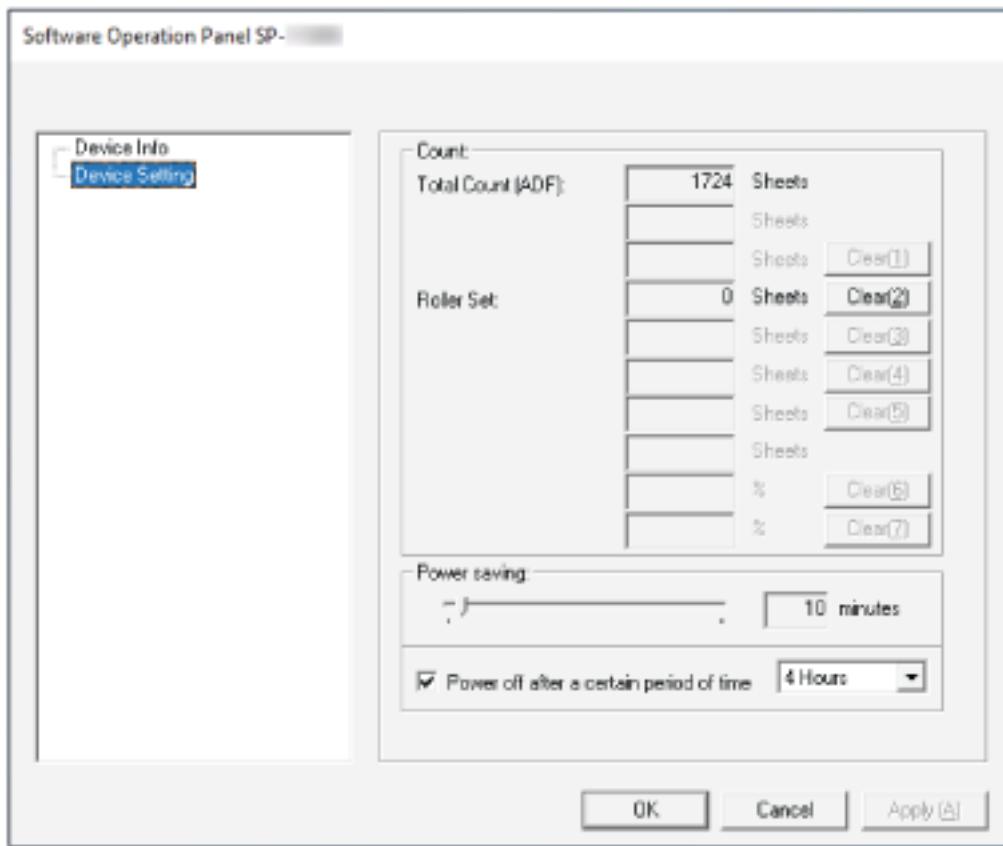 Software Operation Panel SP-
Device Info
Device Setting
Count:
Total Count (ADF): 1724 Sheets
Sheets
Sheets Clear(1)
Roller Set: 0 Sheets Clear(2)
Sheets Clear(3)
Sheets Clear(4)
Sheets Clear(5)
Sheets
% Clear(6)
% Clear(7)
Power saving:
10 minutes
Power off after a certain period of time 4 Hours
OK Cancel Apply (A)